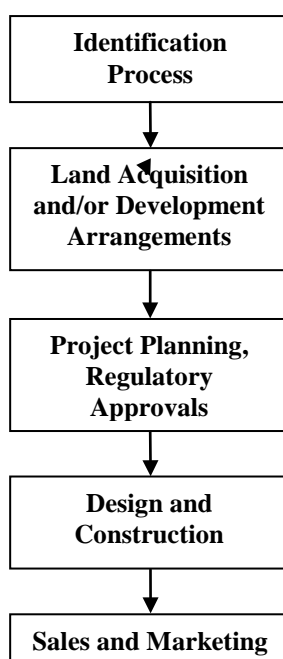 Identification
Process
Land Acquisition
and/or Development
Arrangements
Project Planning,
Regulatory
Approvals
Design and
Construction
Sales and Marketing